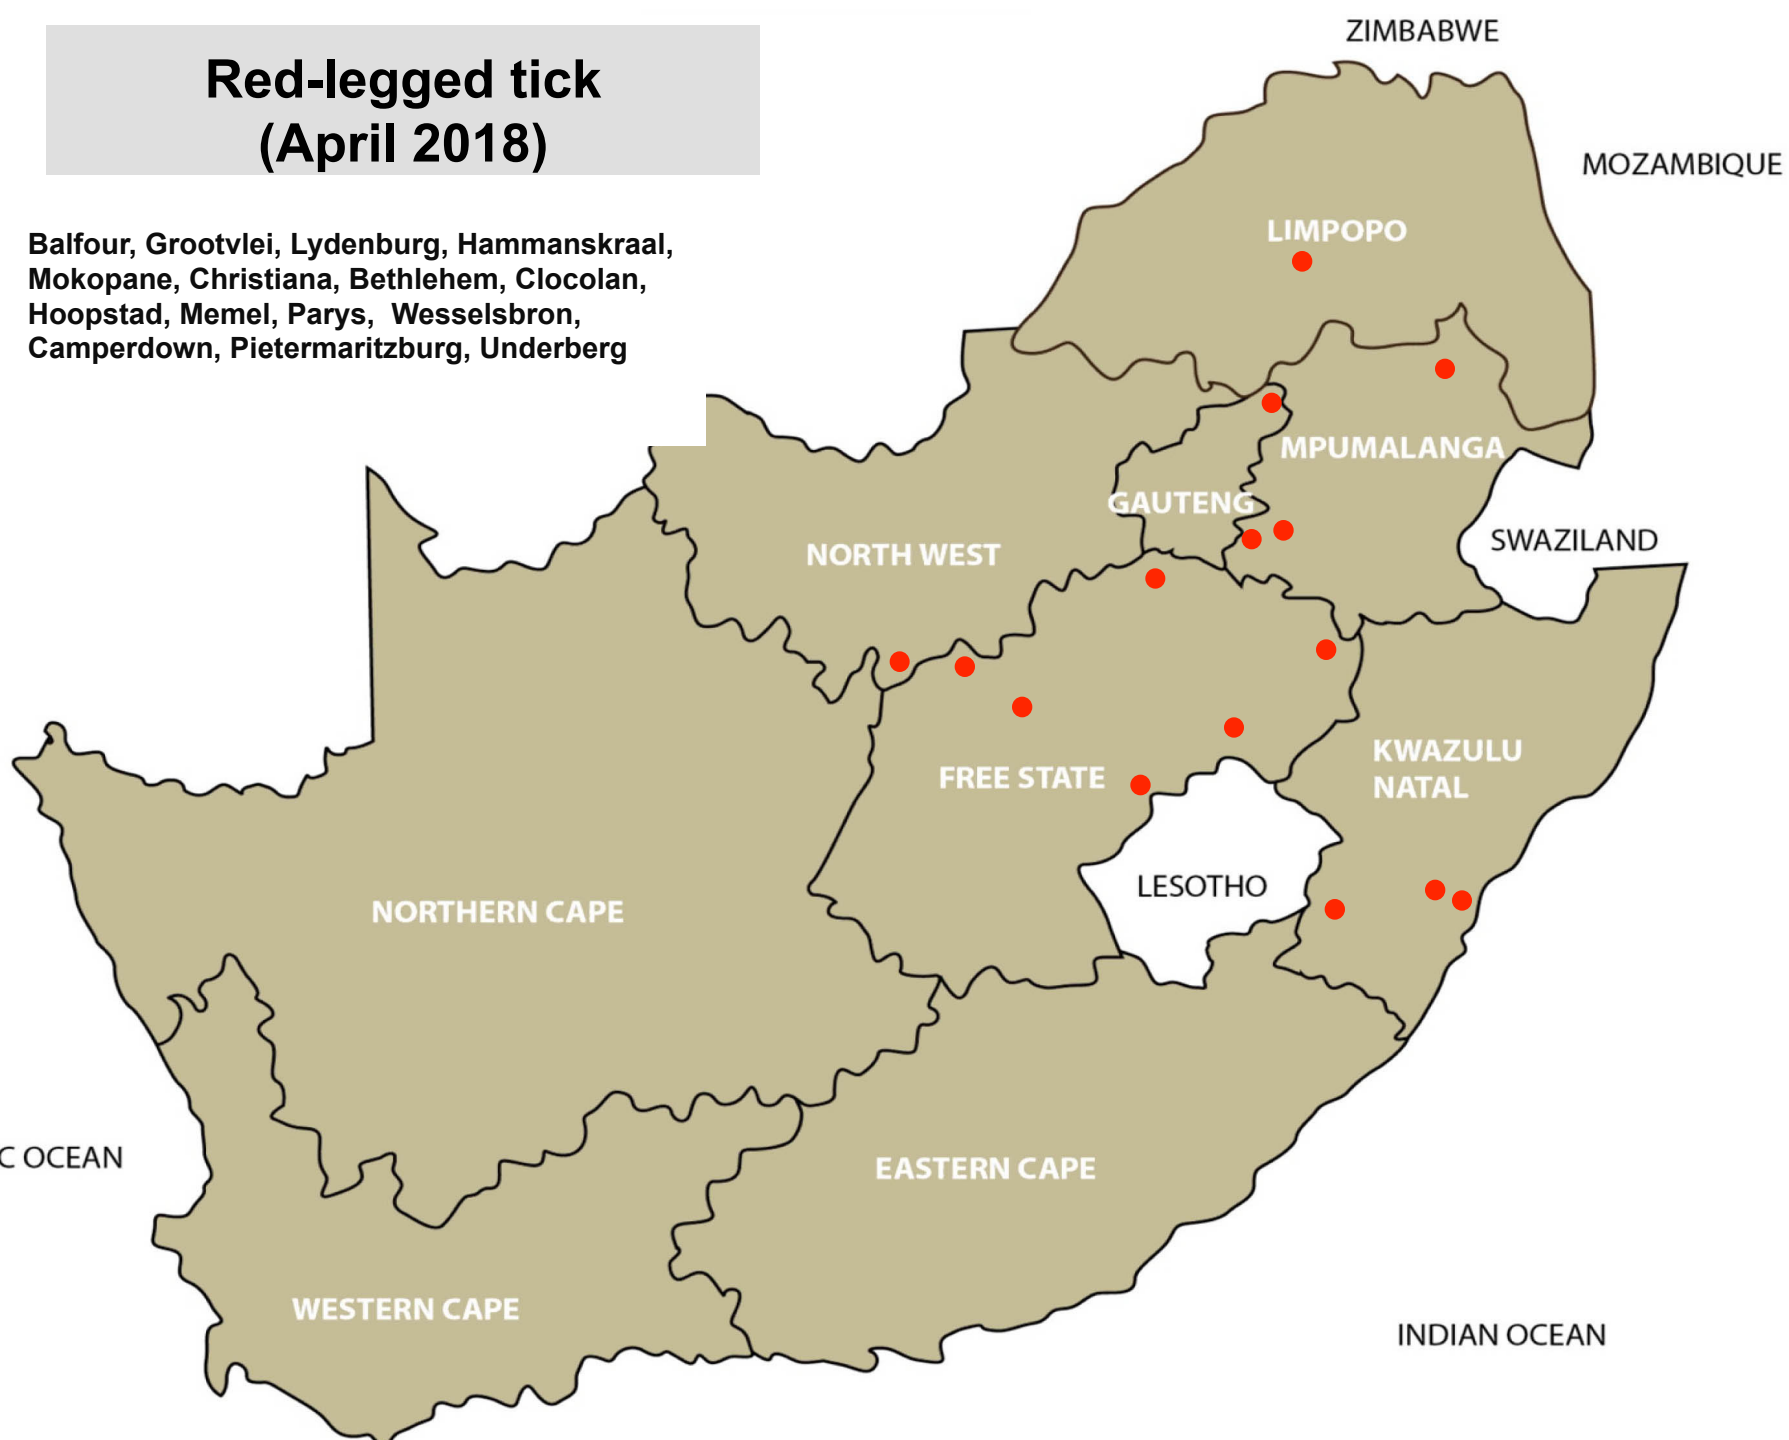 Red-legged tick
(April 2018)
Balfour, Grootvlei, Lydenburg, Hammanskraal,
Mokopane, Christiana, Bethlehem, Clocolan,
Hoopstad, Memel, Parys, Wesselsbron,
Camperdown, Pietermaritzburg, Underberg
ZIMBABWE
MOZAMBIQUE
LIMPOPO
MPUMALANGA
GAUTENG
NORTH WEST
SWAZILAND
KWAZULU
NATAL
FREE STATE
LESOTHO
NORTHERN CAPE
C OCEAN
EASTERN CAPE
WESTERN CAPE
INDIAN OCEAN